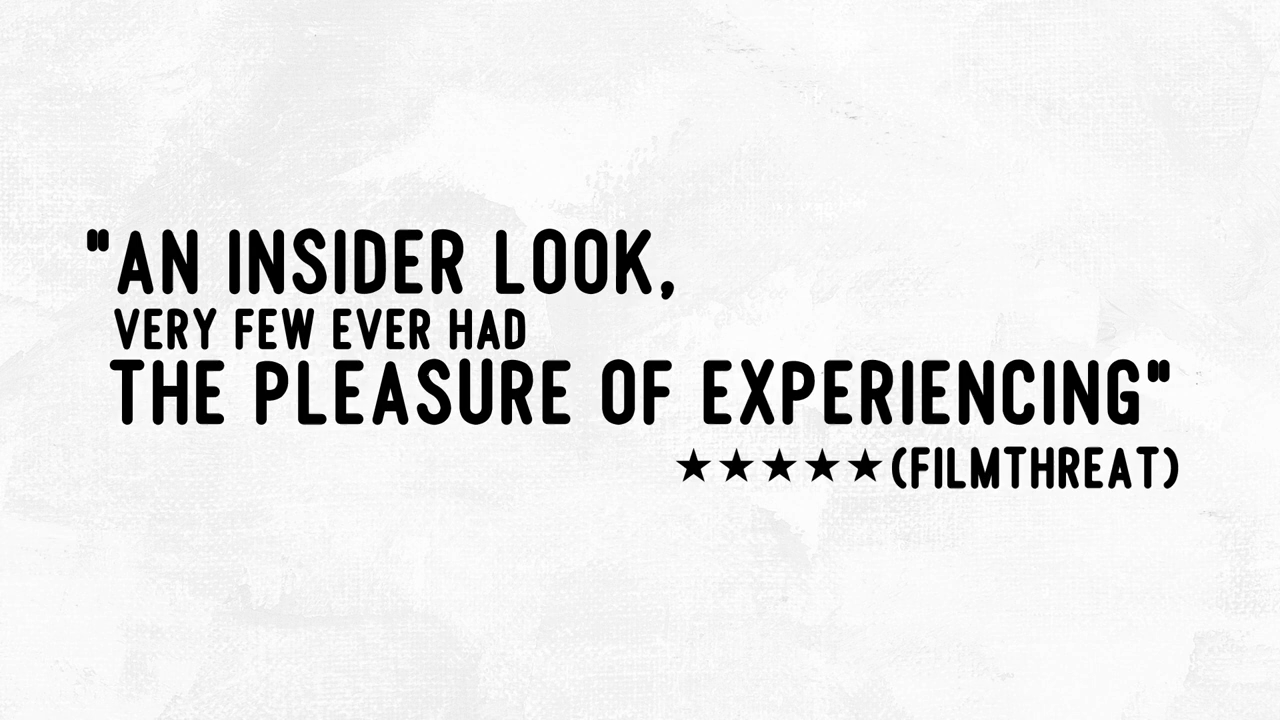 "AN INSIDER LOOK,
VERY FEW EVER HAD
THE PLEASURE OF EXPERIENCING"
★★★★★(FILMTHREAT)